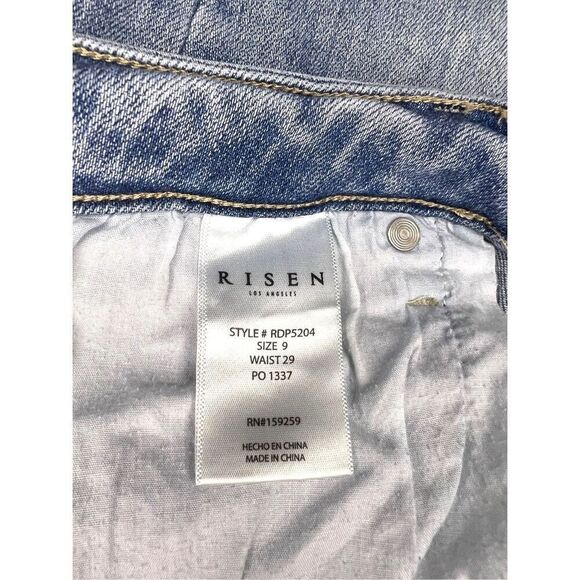 RISEN
LOS ANGELES
STYLE # RDP5204
SIZE 9
WAIST 29
PO 1337
RN#159259
HECHO EN CHINA
MADE IN CHINA